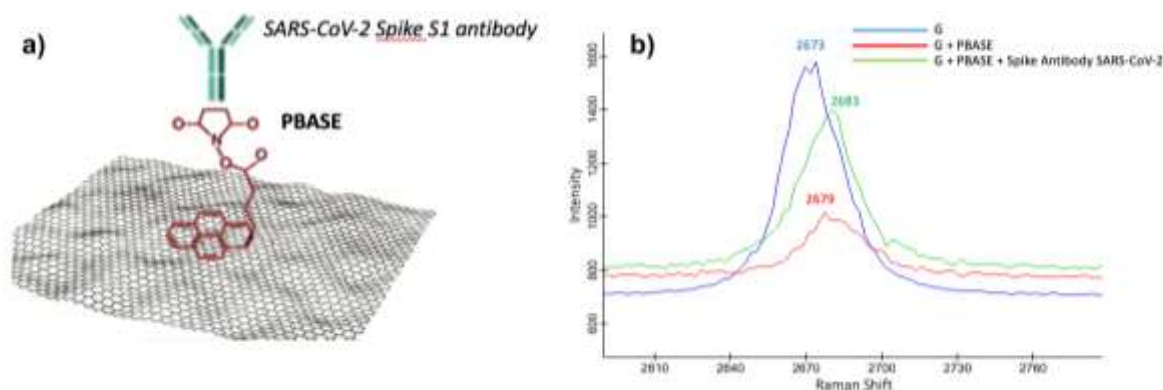 a)
SARS-CoV-2 Spike S1 antibody
PBASE
O
O
N
O
O
b)
G
G + PBASE
G + PBASE + Spike Antibody SARS-CoV-2
2673
2683
2679
Intensity
1600
1400
1200
1000
800
600
2610
2640
2670
2700
2730
2760
Raman Shift